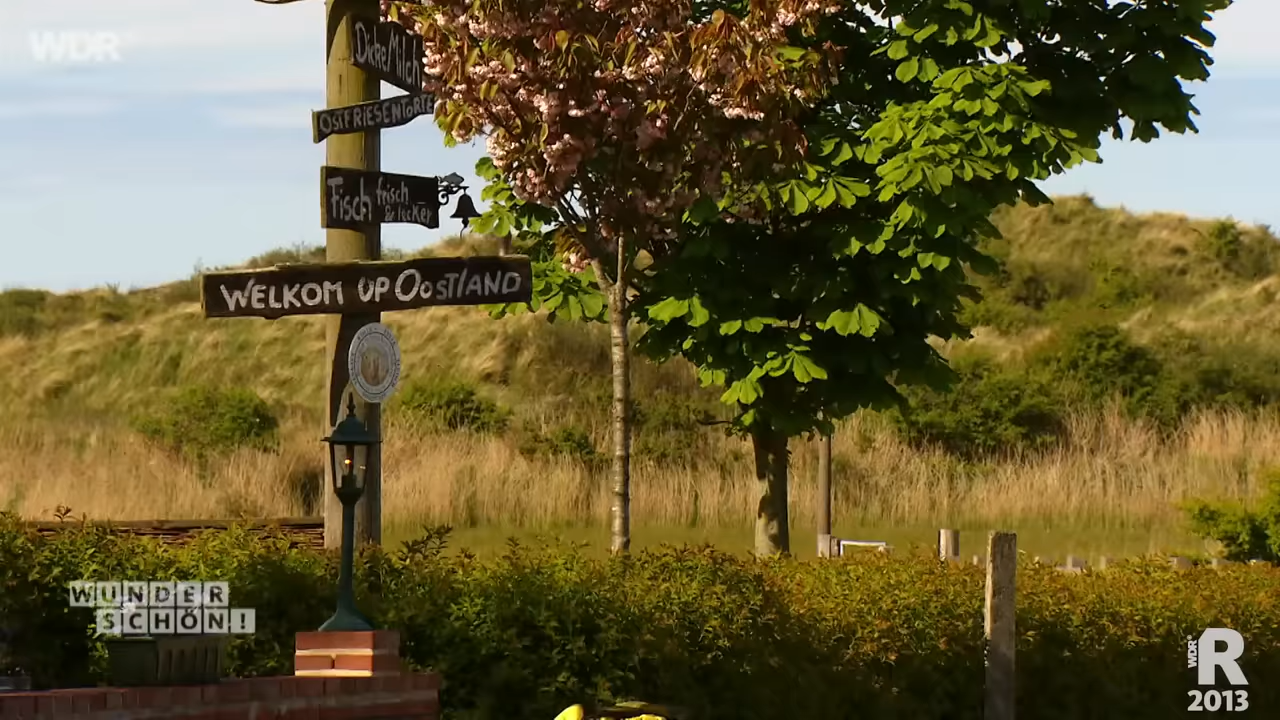 WDR
Dicke Milch
OSTFRIESENTORTE
Fisch frisch
& lecker
WELKOM UP OOSTLAND
WUNDER
SCHÖN!
WDR
R
2013